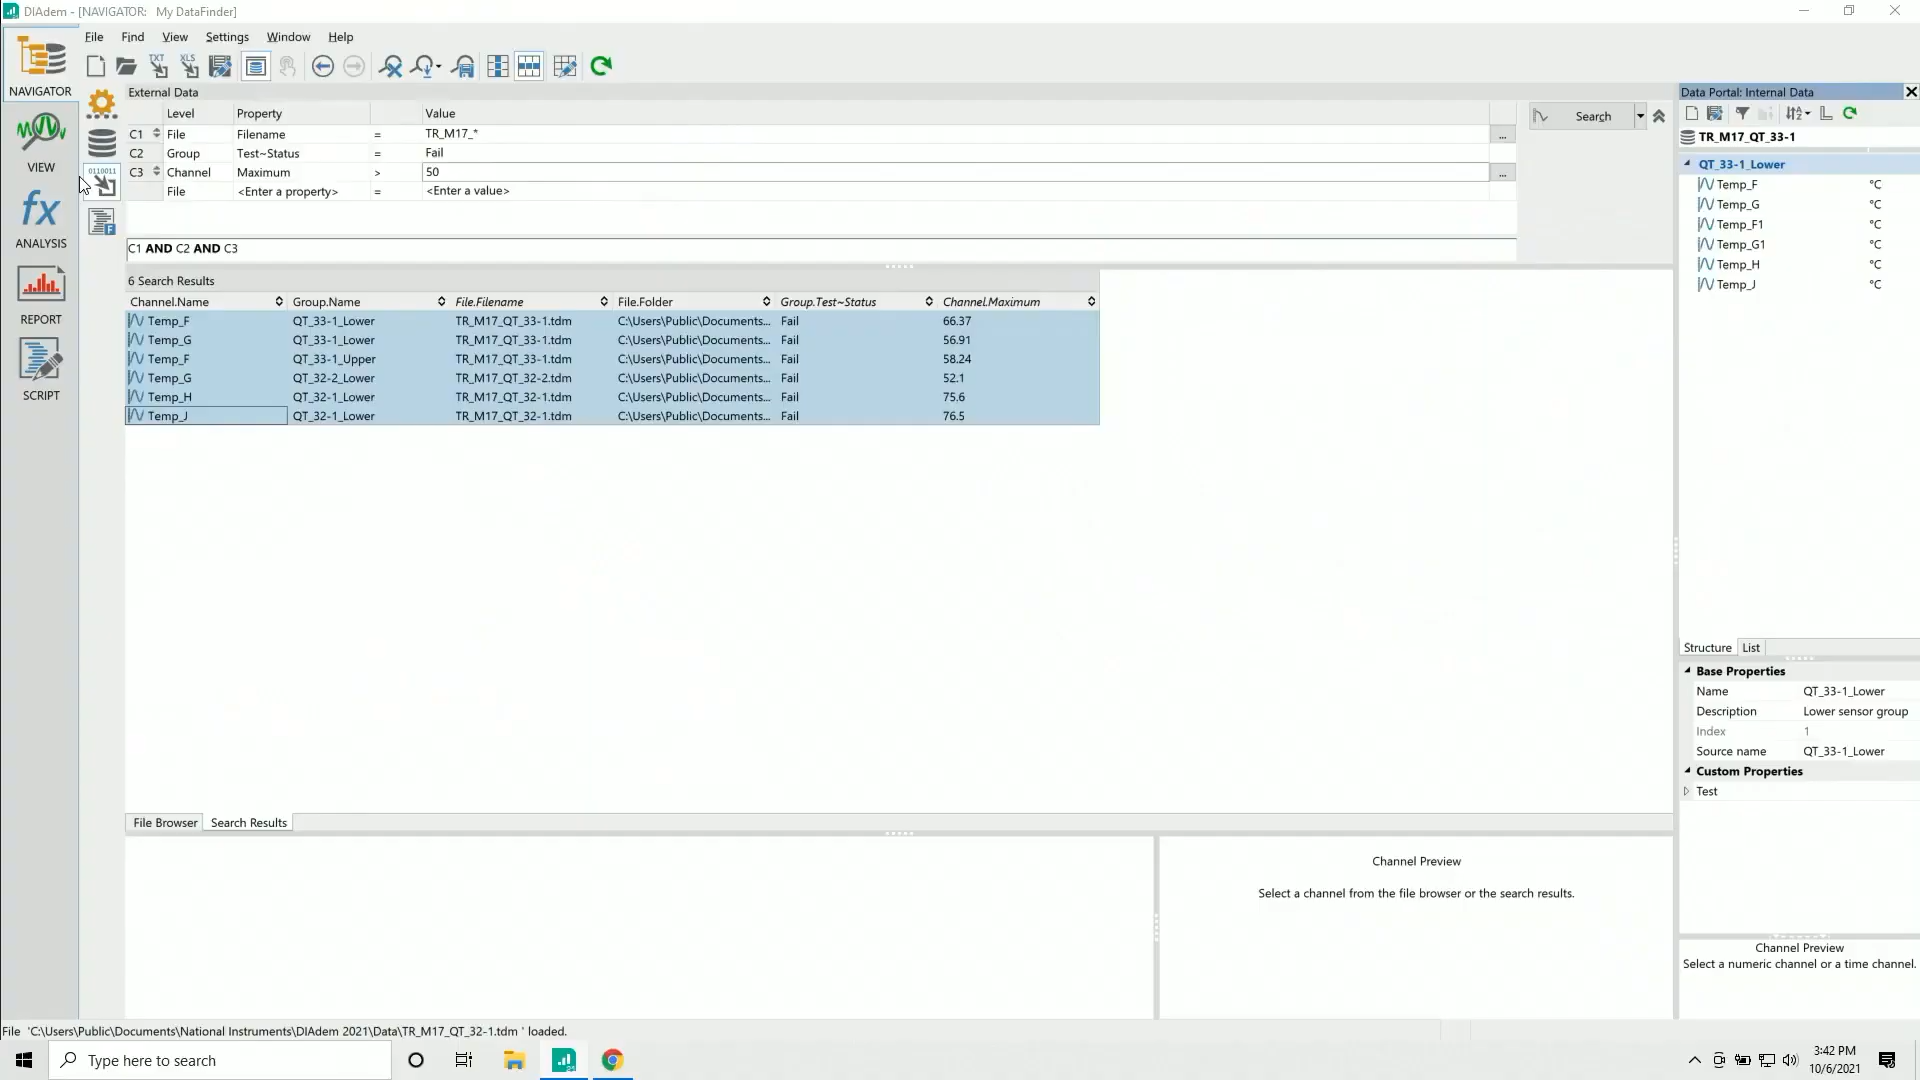 DIAdem - [NAVIGATOR:   My DataFinder]
File Find View Settings Window Help
TXT XLS
NAVIGATOR
VIEW
fx
ANALYSIS
REPORT
SCRIPT
0110011
F
External Data
Level Property Value
C1 File Filename = TR_M17_*
...
C2 Group Test~Status = Fail
C3 Channel Maximum > 50
...
File <Enter a property> = <Enter a value>
Search
C1 AND C2 AND C3
6 Search Results
Channel.Name Group.Name File.Filename File.Folder Group.Test~Status Channel.Maximum
Temp_F QT_33-1_Lower TR_M17_QT_33-1.tdm C:\Users\Public\Documents... Fail 66.37
Temp_G QT_33-1_Lower TR_M17_QT_33-1.tdm C:\Users\Public\Documents... Fail 56.91
Temp_F QT_33-1_Upper TR_M17_QT_33-1.tdm C:\Users\Public\Documents... Fail 58.24
Temp_G QT_32-2_Lower TR_M17_QT_32-2.tdm C:\Users\Public\Documents... Fail 52.1
Temp_H QT_32-1_Lower TR_M17_QT_32-1.tdm C:\Users\Public\Documents... Fail 75.6
Temp_J QT_32-1_Lower TR_M17_QT_32-1.tdm C:\Users\Public\Documents... Fail 76.5
File Browser Search Results
Channel Preview
Select a channel from the file browser or the search results.
Data Portal: Internal Data
TR_M17_QT_33-1
QT_33-1_Lower
Temp_F °C
Temp_G °C
Temp_F1 °C
Temp_G1 °C
Temp_H °C
Temp_J °C
Structure List
Base Properties
Name QT_33-1_Lower
Description Lower sensor group
Index 1
Source name QT_33-1_Lower
Custom Properties
Test
Channel Preview
Select a numeric channel or a time channel.
File  'C:\Users\Public\Documents\National Instruments\DIAdem 2021\Data\TR_M17_QT_32-1.tdm ' loaded.
Type here to search
3:42 PM
10/6/2021